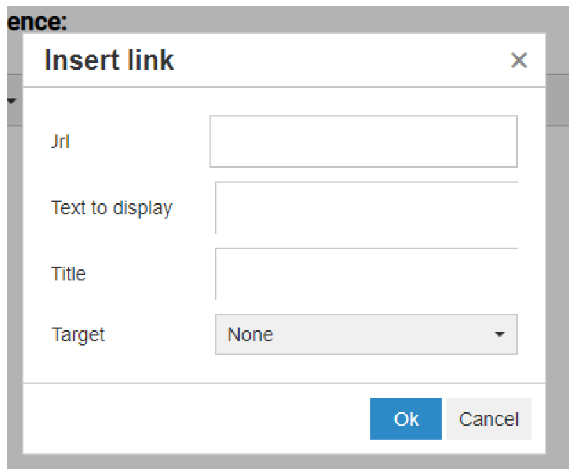 ence:
Insert link ×
Jrl
Text to display
Title
Target None
Ok Cancel